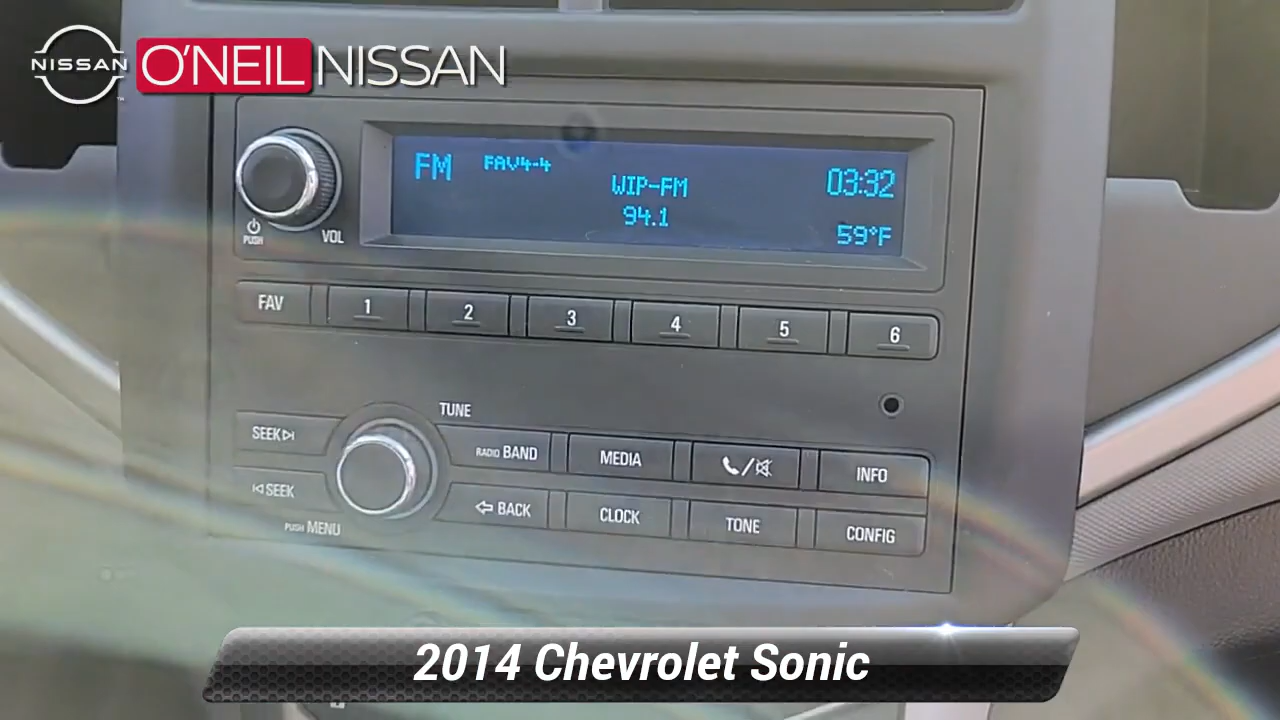 NISSAN O'NEIL NISSAN
FM FAV4-4 WIP-FM 03:32
94.1 59°F
PUSH VOL
FAV 1 2 3 4 5 6
TUNE
SEEK RADIO BAND MEDIA / INFO
SEEK BACK CLOCK TONE CONFIG
PUSH MENU
2014 Chevrolet Sonic